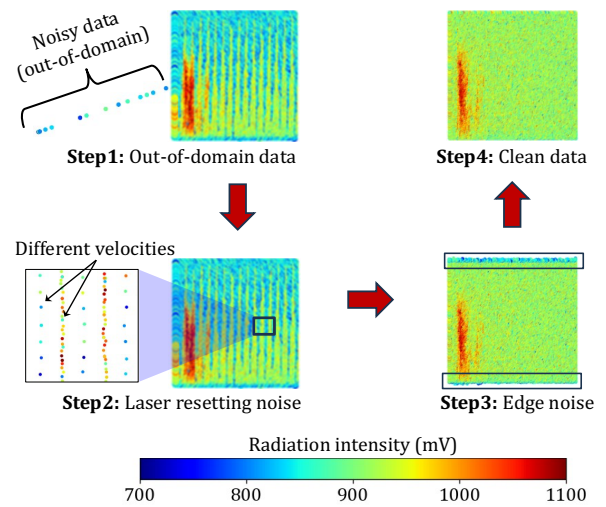 Noisy data
(out-of-domain)
Step1: Out-of-domain data
Step4: Clean data
Different velocities
Step2: Laser resetting noise
Step3: Edge noise
Radiation intensity (mV)
700 800 900 1000 1100